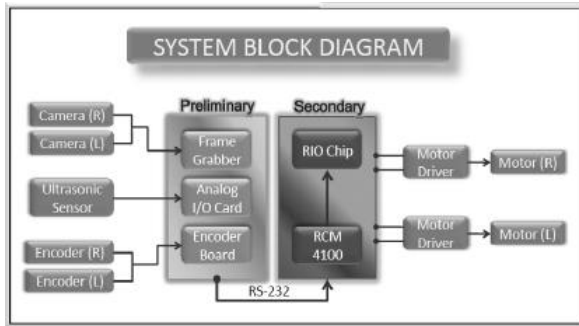 SYSTEM BLOCK DIAGRAM
Preliminary
Secondary
Camera (R)
Camera (L)
Frame
Grabber
RIO Chip
Motor
Driver
Motor (R)
Ultrasonic
Sensor
Analog
I/O Card
Encoder (R)
Encoder (L)
Encoder
Board
RCM
4100
Motor
Driver
Motor (L)
RS-232